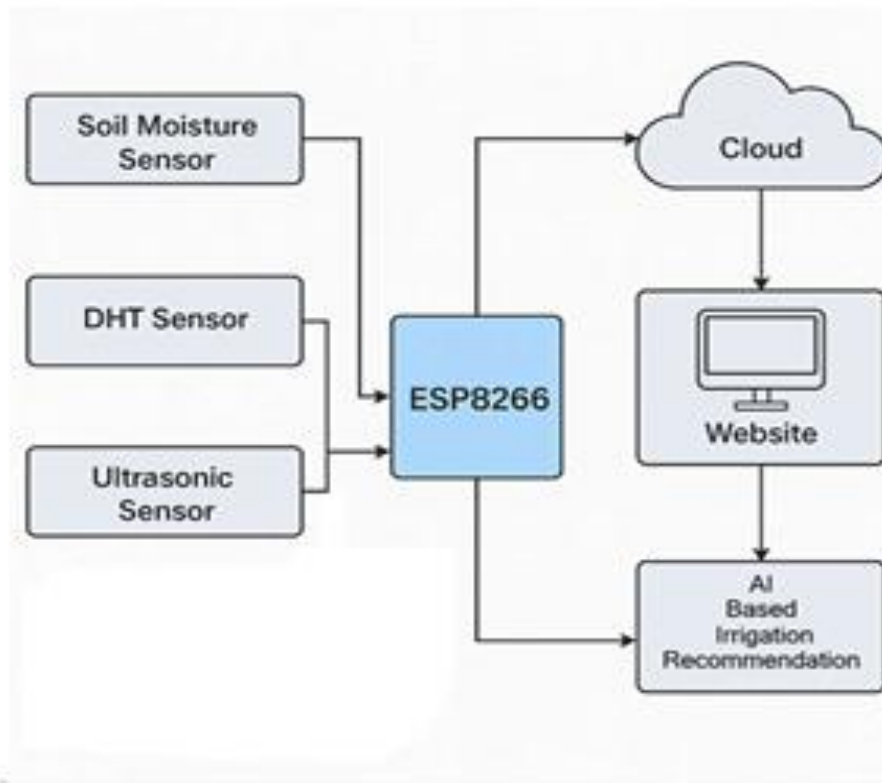 Soil Moisture
Sensor
DHT Sensor
Ultrasonic
Sensor
ESP8266
Cloud
Website
AI
Based
Irrigation
Recommendation